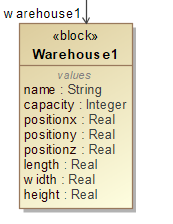 warehouse1
«block»
Warehouse1
values
name : String
capacity : Integer
positionx : Real
positiony : Real
positionz : Real
length : Real
width : Real
height : Real